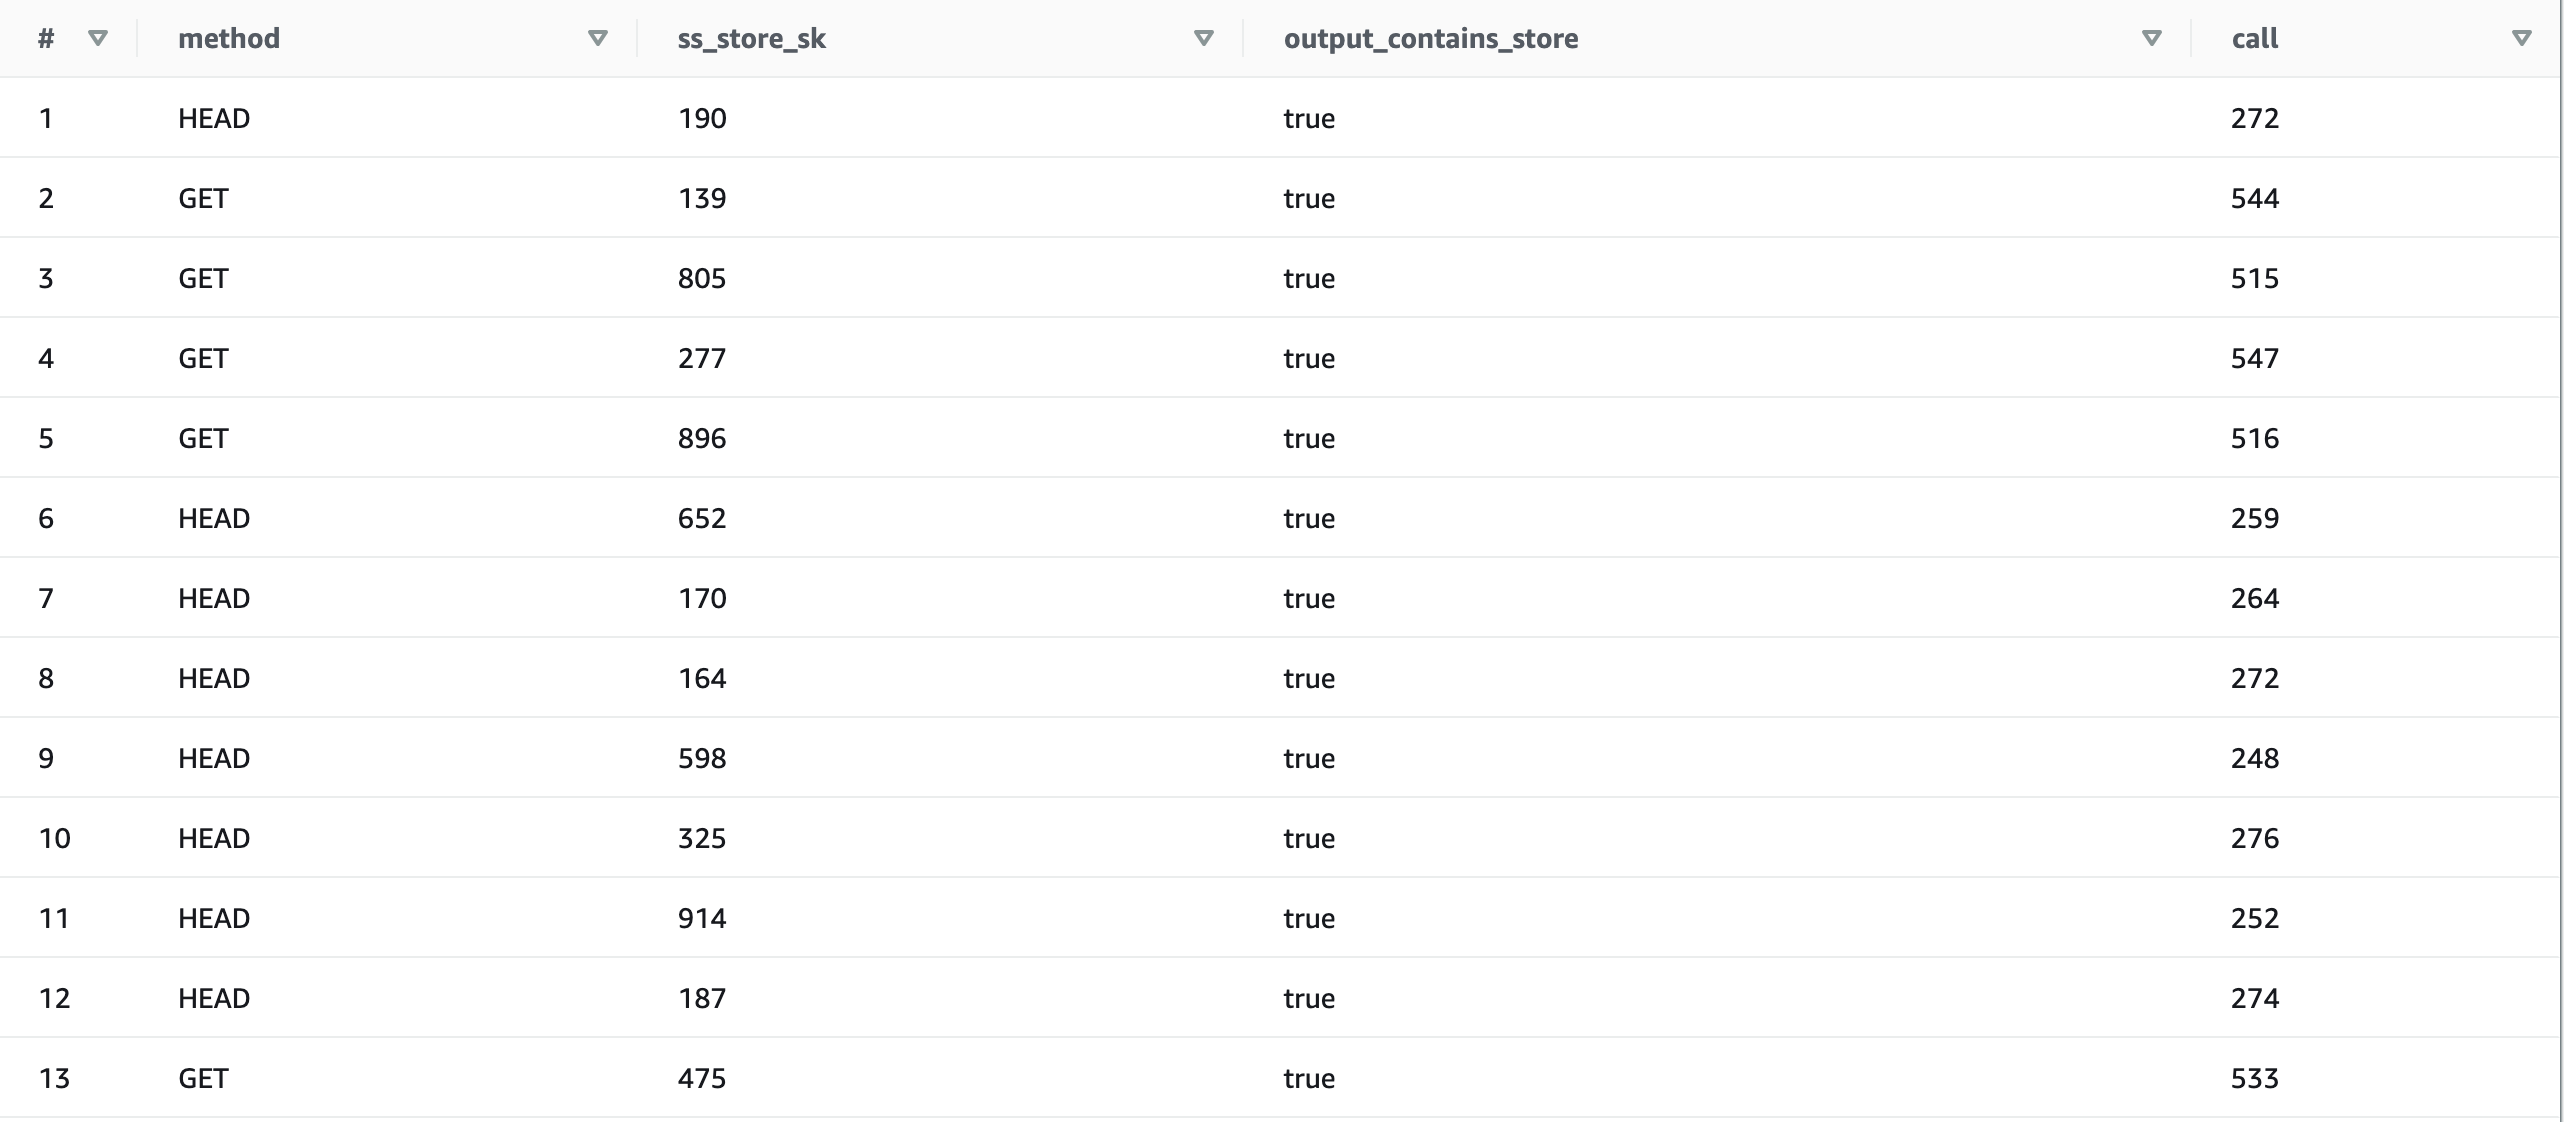 # method ss_store_sk output_contains_store call
1 HEAD 190 true 272
2 GET 139 true 544
3 GET 805 true 515
4 GET 277 true 547
5 GET 896 true 516
6 HEAD 652 true 259
7 HEAD 170 true 264
8 HEAD 164 true 272
9 HEAD 598 true 248
10 HEAD 325 true 276
11 HEAD 914 true 252
12 HEAD 187 true 274
13 GET 475 true 533